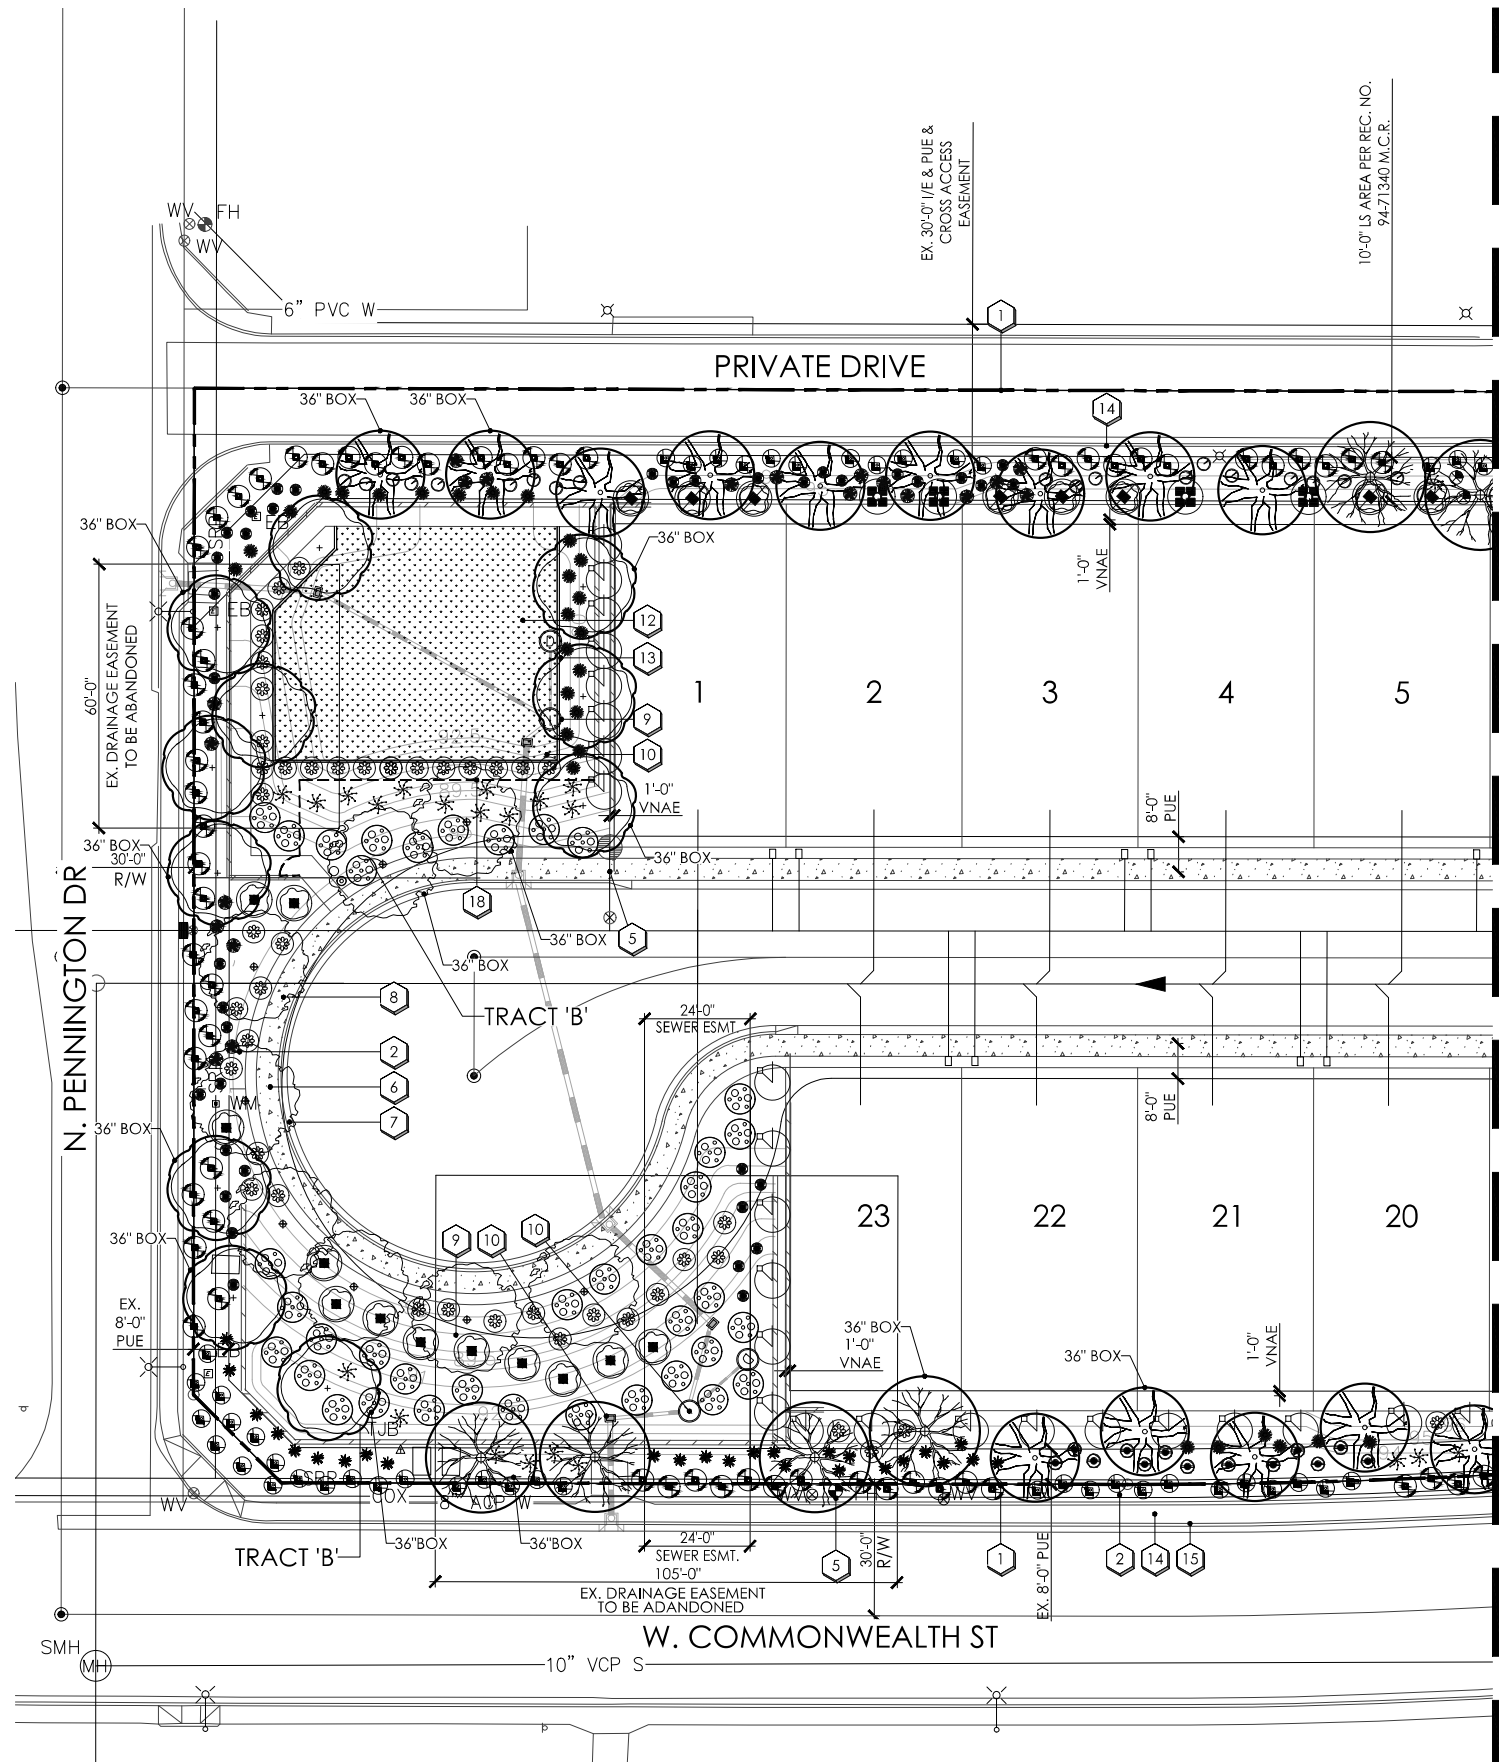 EX. 30'-0" I/E & PUE &
CROSS ACCESS
EASEMENT
10'-0" LS AREA PER REC. NO.
94-71340 M.C.R.
WV
FH
WV
6" PVC W
1
PRIVATE DRIVE
36" BOX
36" BOX
14
36" BOX
EB
36" BOX
1'-0"
VNAE
60'-0"
EX. DRAINAGE EASEMENT
TO BE ABANDONED
EB
12
13
1
2
3
4
5
9
10
1'-0"
VNAE
8'-0"
PUE
36" BOX
30'-0"
R/W
36" BOX
18
36" BOX
5
36" BOX
N. PENNINGTON DR
8
TRACT 'B'
24'-0"
SEWER ESMT.
2
6
WM
7
8'-0"
PUE
36" BOX
23
22
21
20
36" BOX
9
10
10
EX.
8'-0"
PUE
36" BOX
1'-0"
VNAE
36" BOX
1'-0"
VNAE
JB
WV
8" ACP W
36"BOX
36"BOX
TRACT 'B'
24'-0"
SEWER ESMT.
105'-0"
EX. DRAINAGE EASEMENT
TO BE ADANDONED
5
30'-0"
R/W
1
EX. 8'-0" PUE
2
14
15
W. COMMONWEALTH ST
SMH
MH
10" VCP S